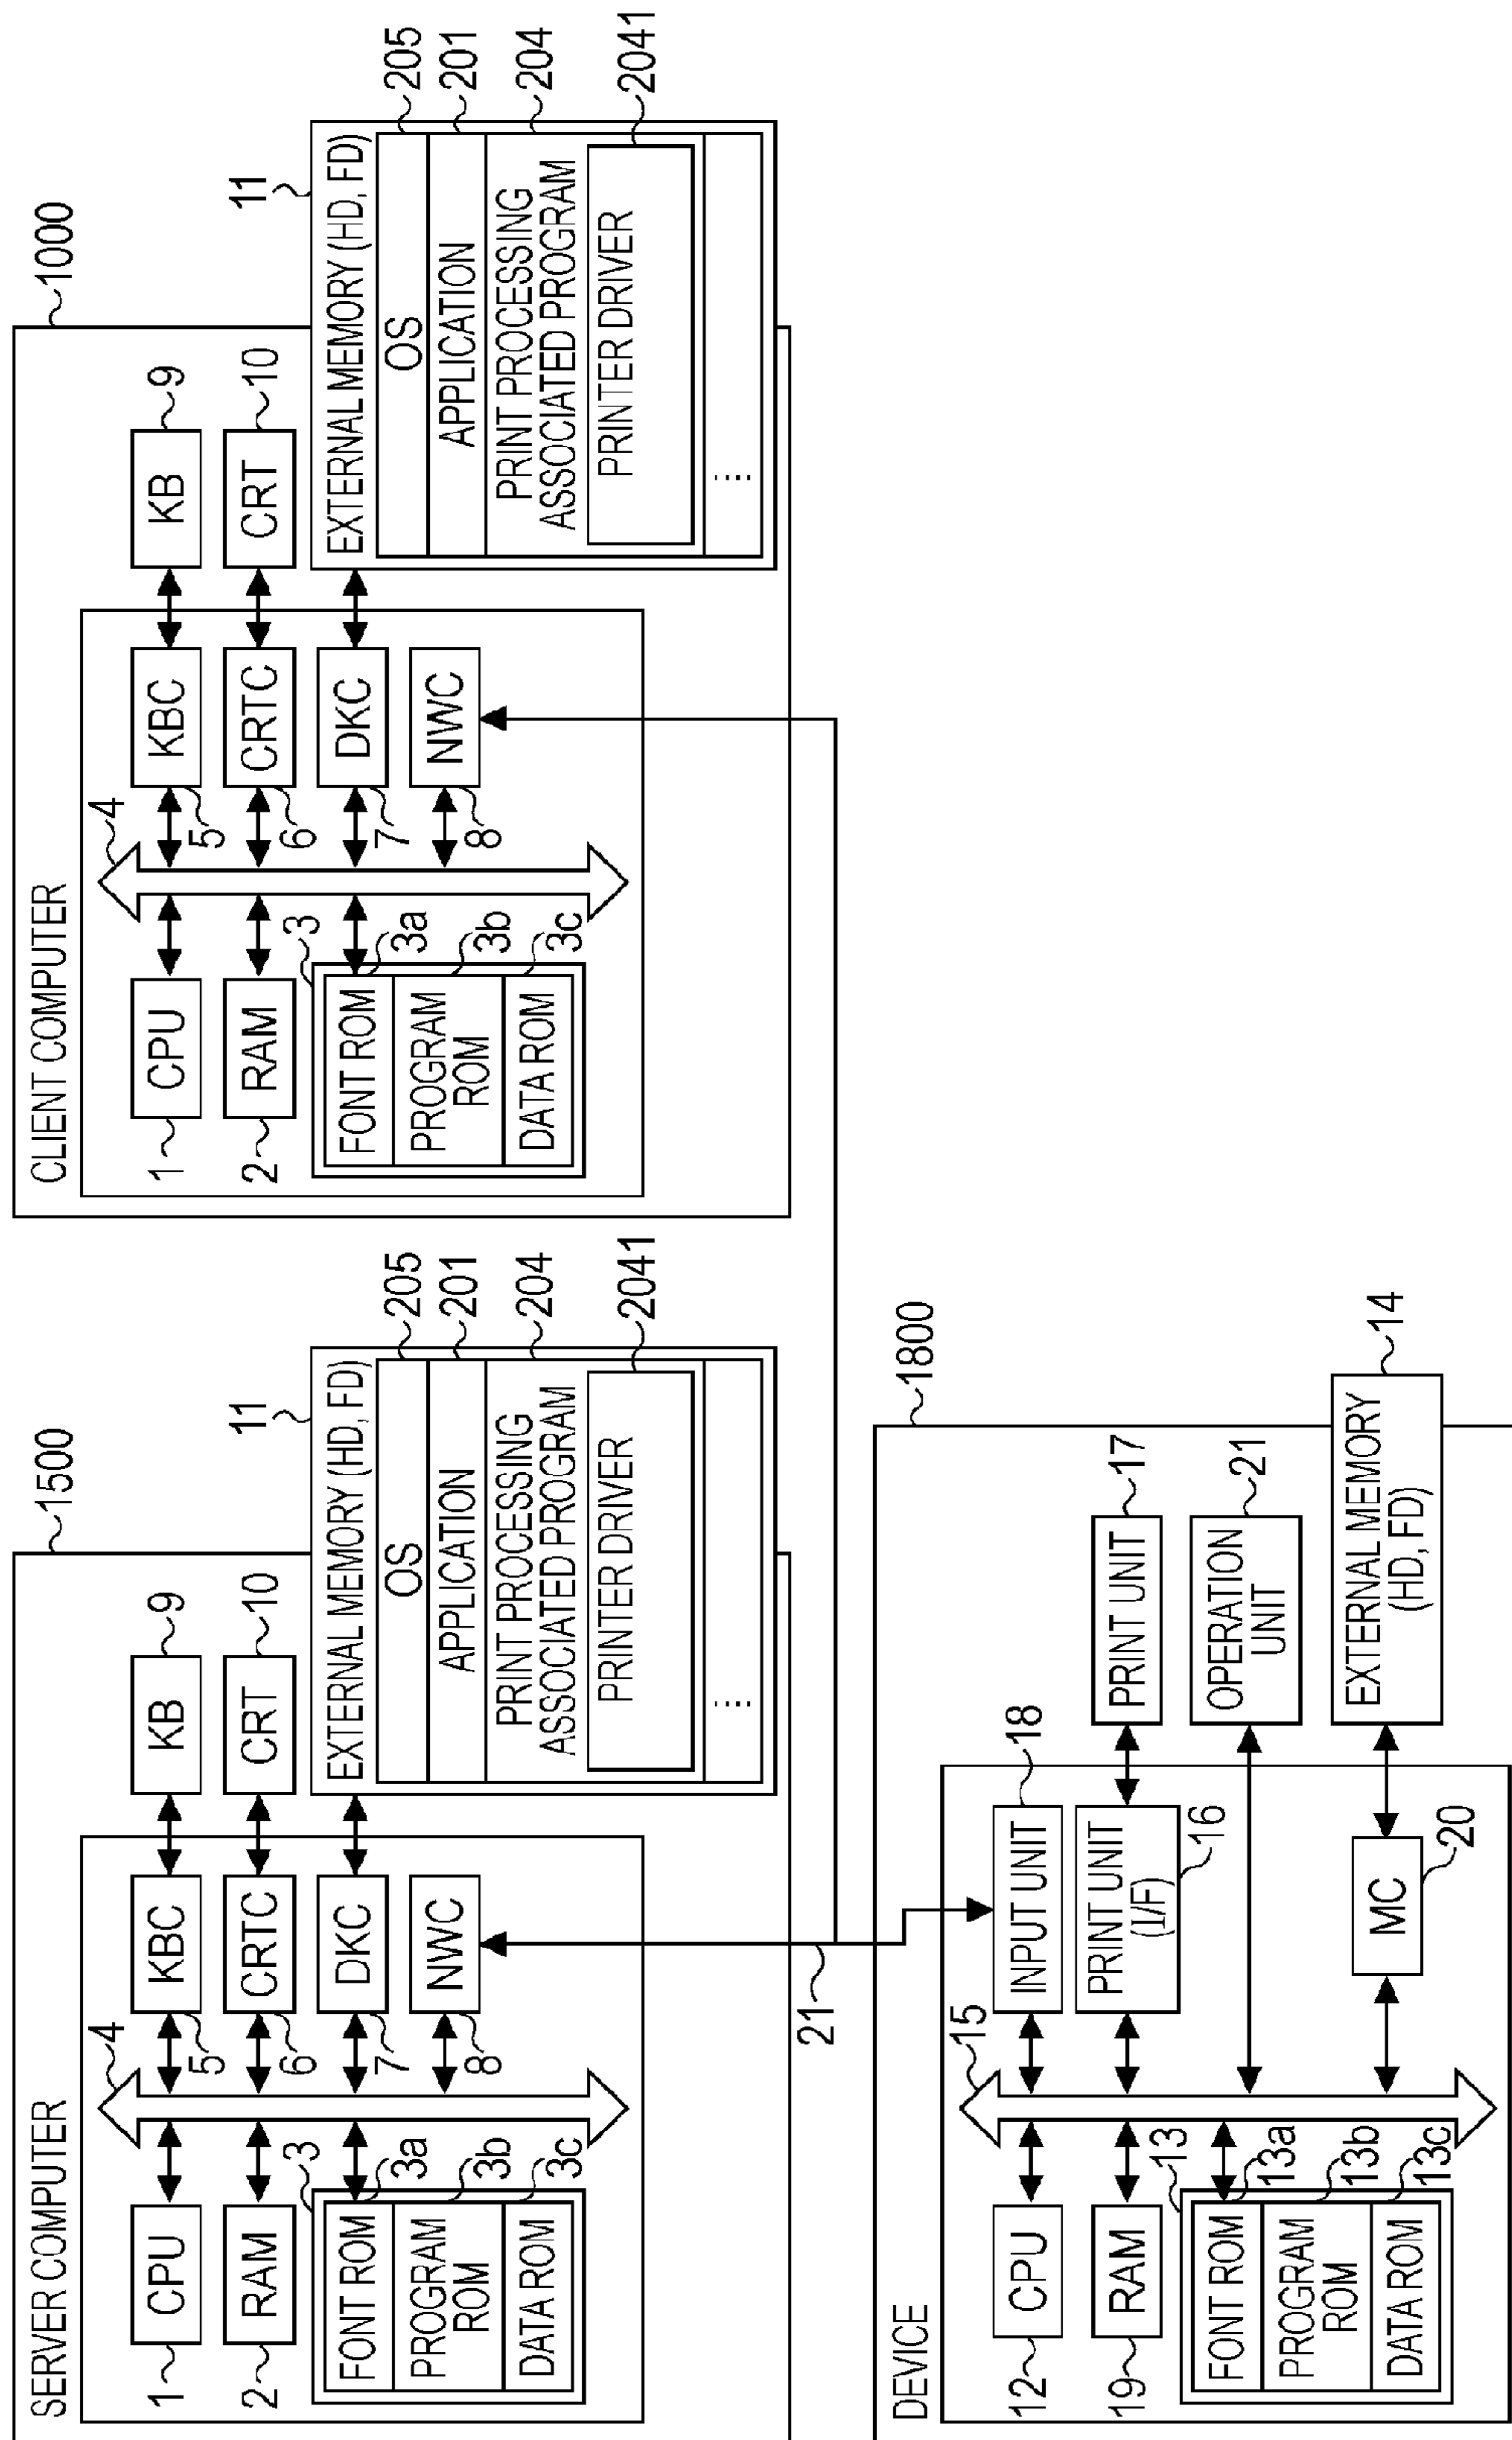 SERVER COMPUTER
1500
1
CPU
2
RAM
3
FONT ROM
3a
PROGRAM
ROM
3b
DATA ROM
3c
4
KBC
5
CRTC
6
DKC
7
NWC
8
KB
9
CRT
10
11
EXTERNAL MEMORY (HD, FD)
OS
205
APPLICATION
201
PRINT PROCESSING
ASSOCIATED PROGRAM
204
PRINTER DRIVER
2041
...
CLIENT COMPUTER
1000
1
CPU
2
RAM
3
FONT ROM
3a
PROGRAM
ROM
3b
DATA ROM
3c
4
KBC
5
CRTC
6
DKC
7
NWC
8
KB
9
CRT
10
11
EXTERNAL MEMORY (HD, FD)
OS
205
APPLICATION
201
PRINT PROCESSING
ASSOCIATED PROGRAM
204
PRINTER DRIVER
2041
...
21
DEVICE
1800
12
CPU
19
RAM
13
FONT ROM
13a
PROGRAM
ROM
13b
DATA ROM
13c
15
INPUT UNIT
18
PRINT UNIT
(I/F)
16
MC
20
PRINT UNIT
17
OPERATION
UNIT
21
EXTERNAL MEMORY
(HD, FD)
14